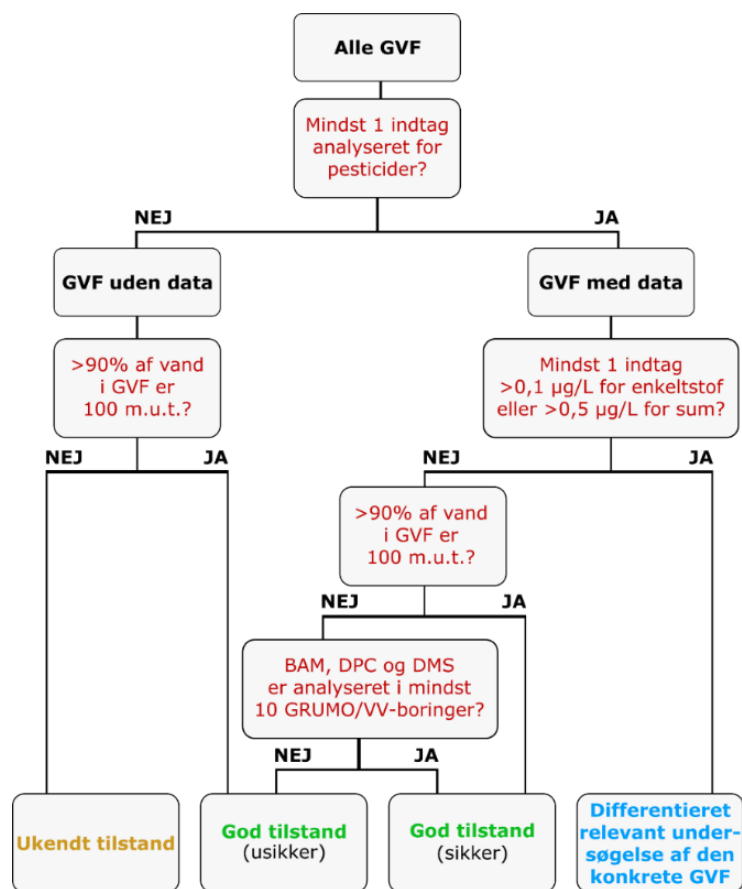 Alle GVF
Mindst 1 indtag
analyseret for
pesticider?
NEJ
JA
GVF uden data
GVF med data
>90% af vand
i GVF er
100 m.u.t.?
Mindst 1 indtag
>0,1 µg/L for enkeltstof
eller >0,5 µg/L for sum?
NEJ
JA
NEJ
JA
>90% af vand
i GVF er
100 m.u.t.?
NEJ
JA
BAM, DPC og DMS
er analyseret i mindst
10 GRUMO/VV-boringer?
NEJ
JA
Ukendt tilstand
God tilstand
(usikker)
God tilstand
(sikker)
Differentieret
relevant under-
søgelse af den
konkrete GVF